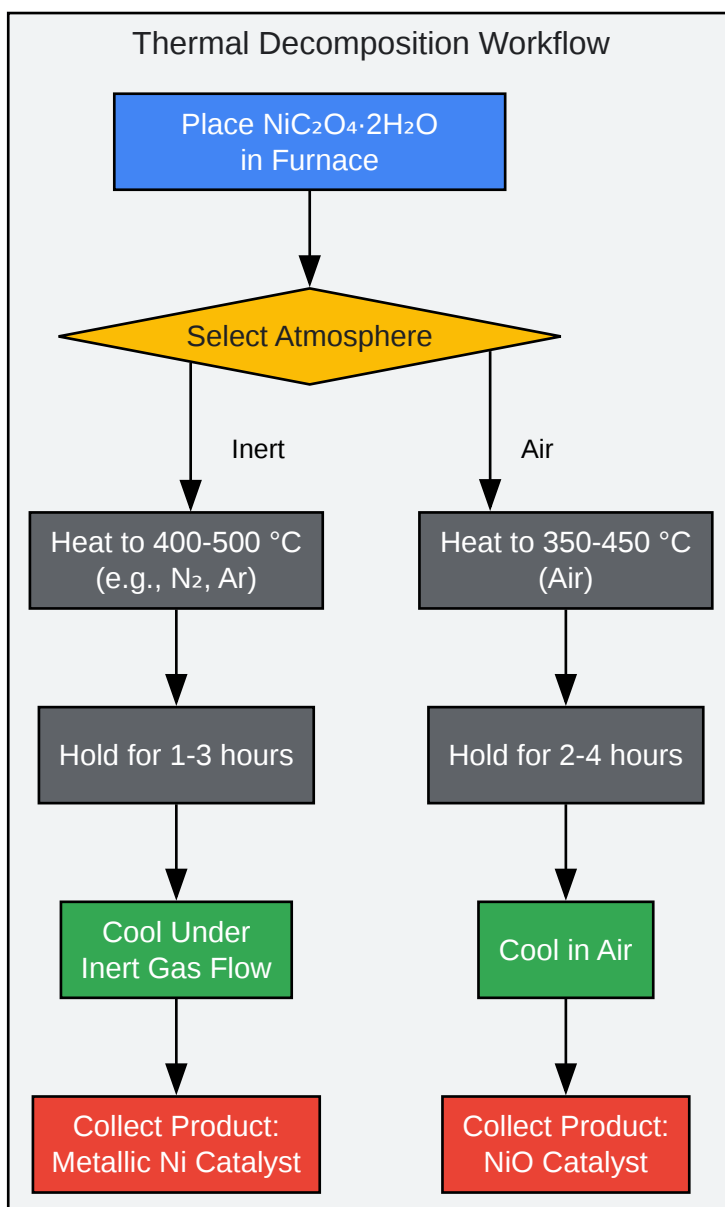 Thermal Decomposition Workflow
Place NiC₂O₄·2H₂O
in Furnace
Select Atmosphere
Inert
Air
Heat to 400-500 °C
(e.g., N₂, Ar)
Heat to 350-450 °C
(Air)
Hold for 1-3 hours
Hold for 2-4 hours
Cool Under
Inert Gas Flow
Cool in Air
Collect Product:
Metallic Ni Catalyst
Collect Product:
NiO Catalyst